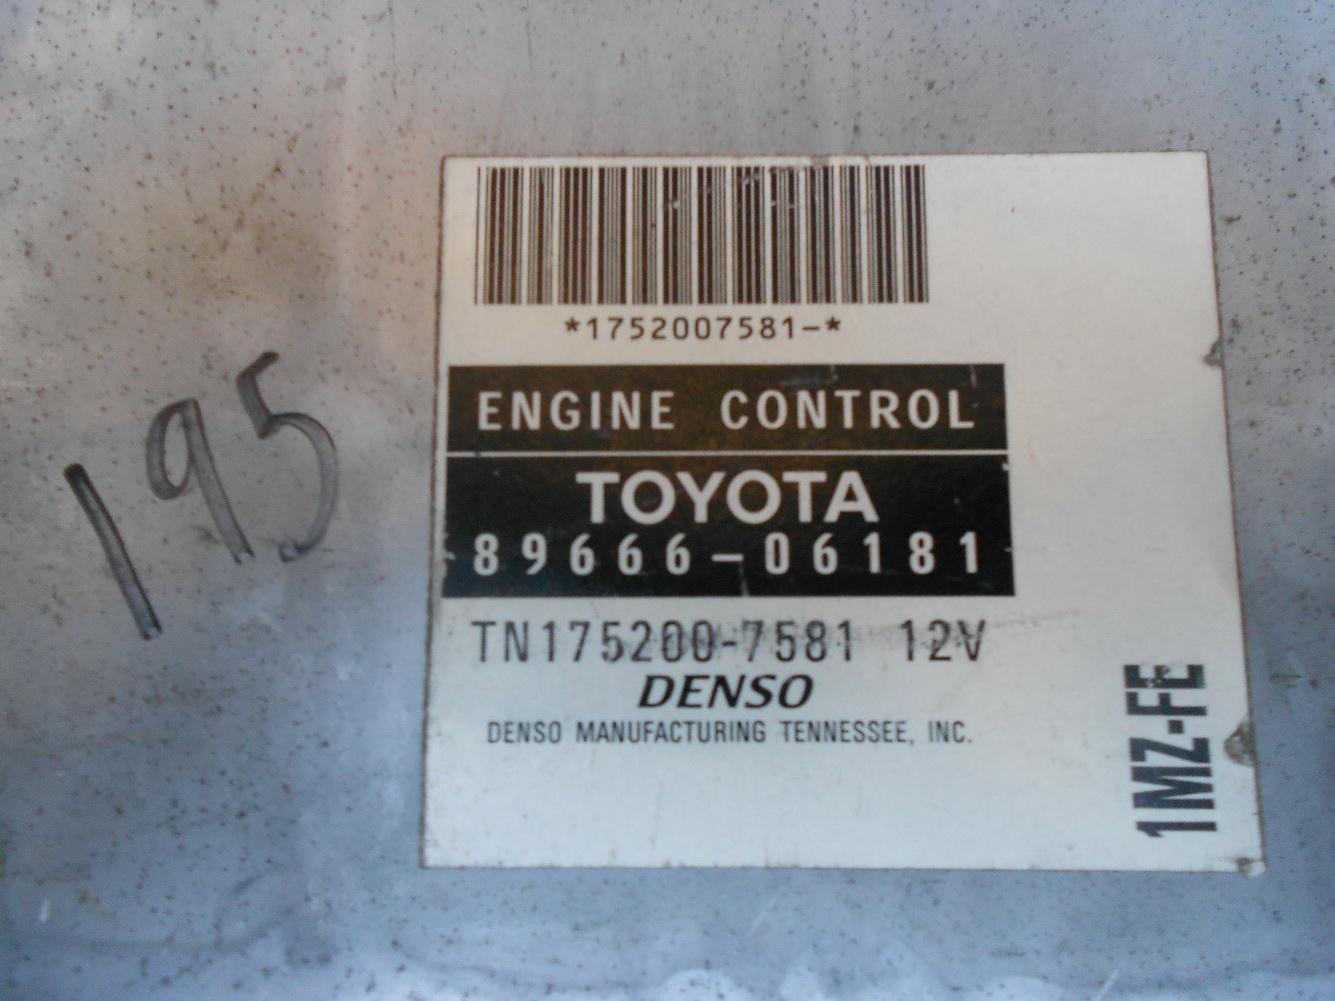 *1752007581-*
ENGINE CONTROL
TOYOTA
89666-06181
TN175200-7581 12V
DENSO
DENSO MANUFACTURING TENNESSEE, INC.
1MZ-FE
195